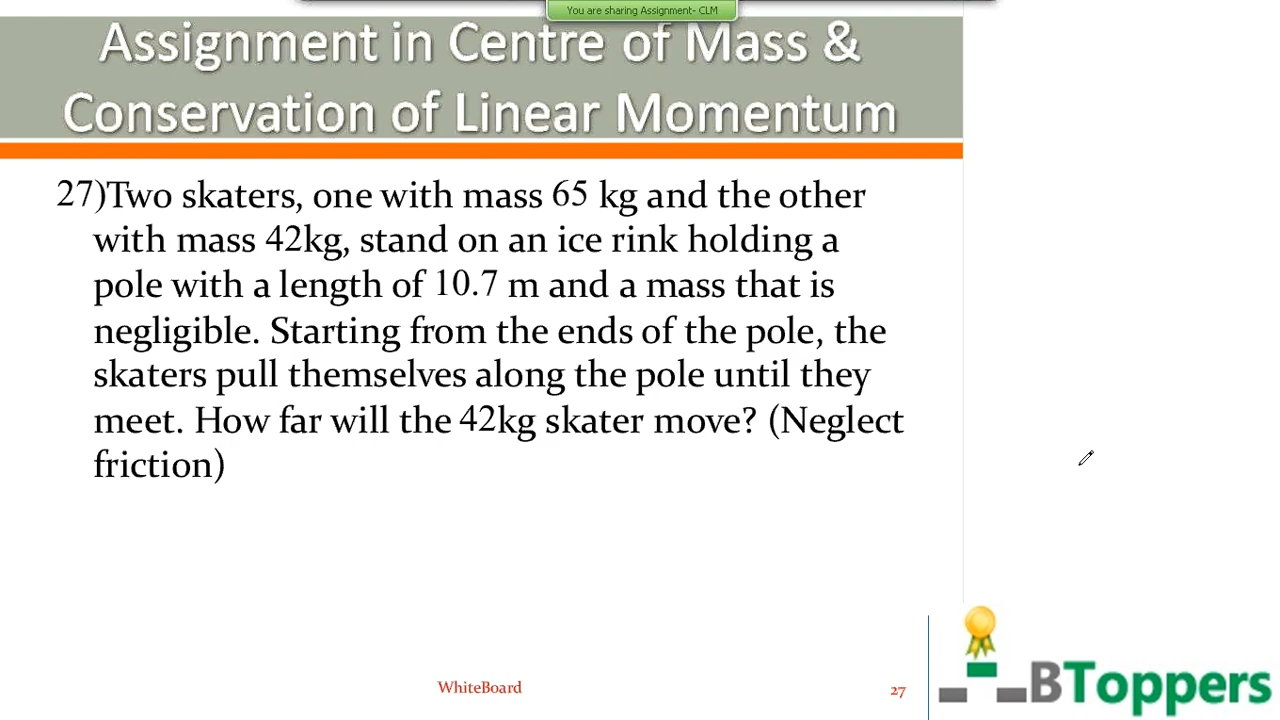 You are sharing Assignment- CLM
Assignment in Centre of Mass &
Conservation of Linear Momentum
27)Two skaters, one with mass 65 kg and the other
with mass 42kg, stand on an ice rink holding a
pole with a length of 10.7 m and a mass that is
negligible. Starting from the ends of the pole, the
skaters pull themselves along the pole until they
meet. How far will the 42kg skater move? (Neglect
friction)
WhiteBoard
27
BToppers